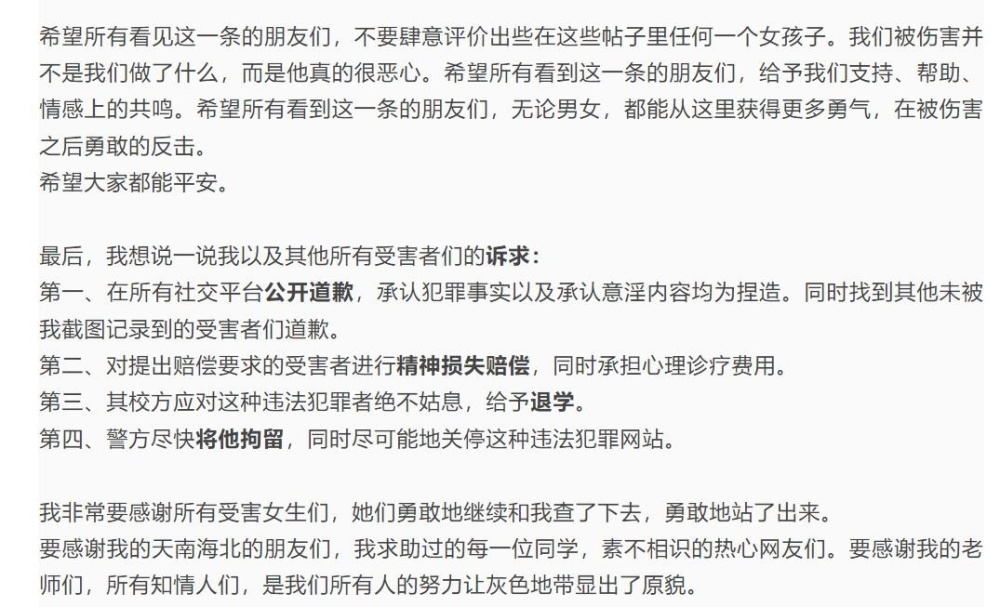 希望所有看见这一条的朋友们，不要肆意评价出些在这些帖子里任何一个女孩子。我们被伤害并
不是我们做了什么，而是他真的很恶心。希望所有看到这一条的朋友们，给予我们支持、帮助、
情感上的共鸣。希望所有看到这一条的朋友们，无论男女，都能从这里获得更多勇气，在被伤害
之后勇敢的反击。
希望大家都能平安。
最后，我想说一说我以及其他所有受害者们的诉求：
第一、在所有社交平台公开道歉，承认犯罪事实以及承认意淫内容均为捏造。同时找到其他未被
我截图记录到的受害者们道歉。
第二、对提出赔偿要求的受害者进行精神损失赔偿，同时承担心理诊疗费用。
第三、其校方应对这种违法犯罪者绝不姑息，给予退学。
第四、警方尽快将他拘留，同时尽可能地关停这种违法犯罪网站。
我非常要感谢所有受害女生们，她们勇敢地继续和我查了下去，勇敢地站了出来。
要感谢我的天南海北的朋友们，我求助过的每一位同学，素不相识的热心网友们。要感谢我的老
师们，所有知情人们，是我们所有人的努力让灰色地带显出了原貌。